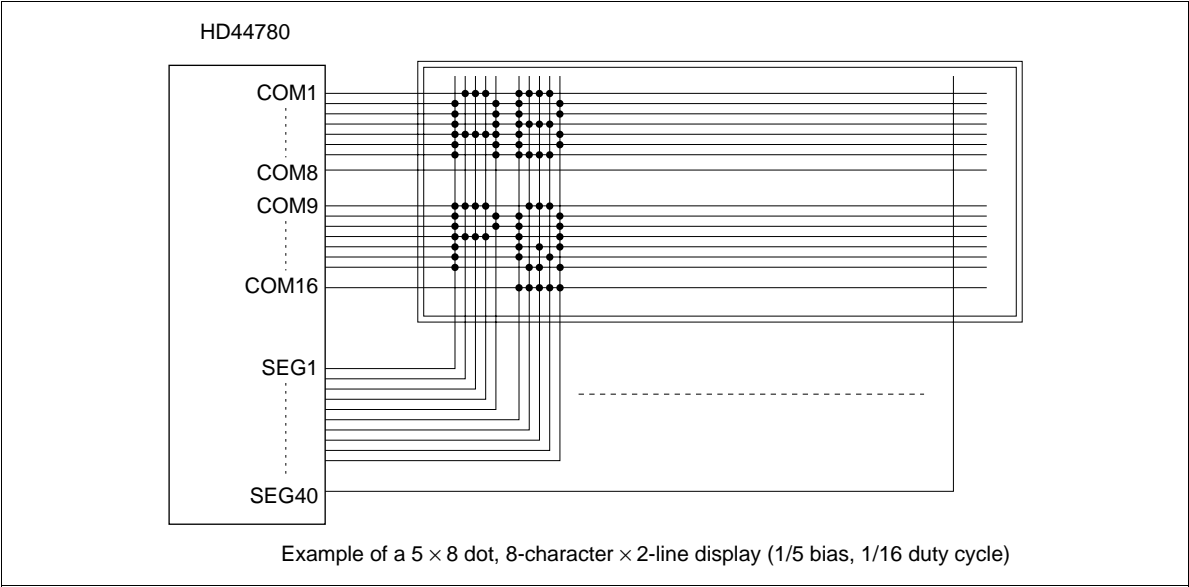 HD44780
COM1
COM8
COM9
COM16
SEG1
SEG40
Example of a 5 × 8 dot, 8-character × 2-line display (1/5 bias, 1/16 duty cycle)